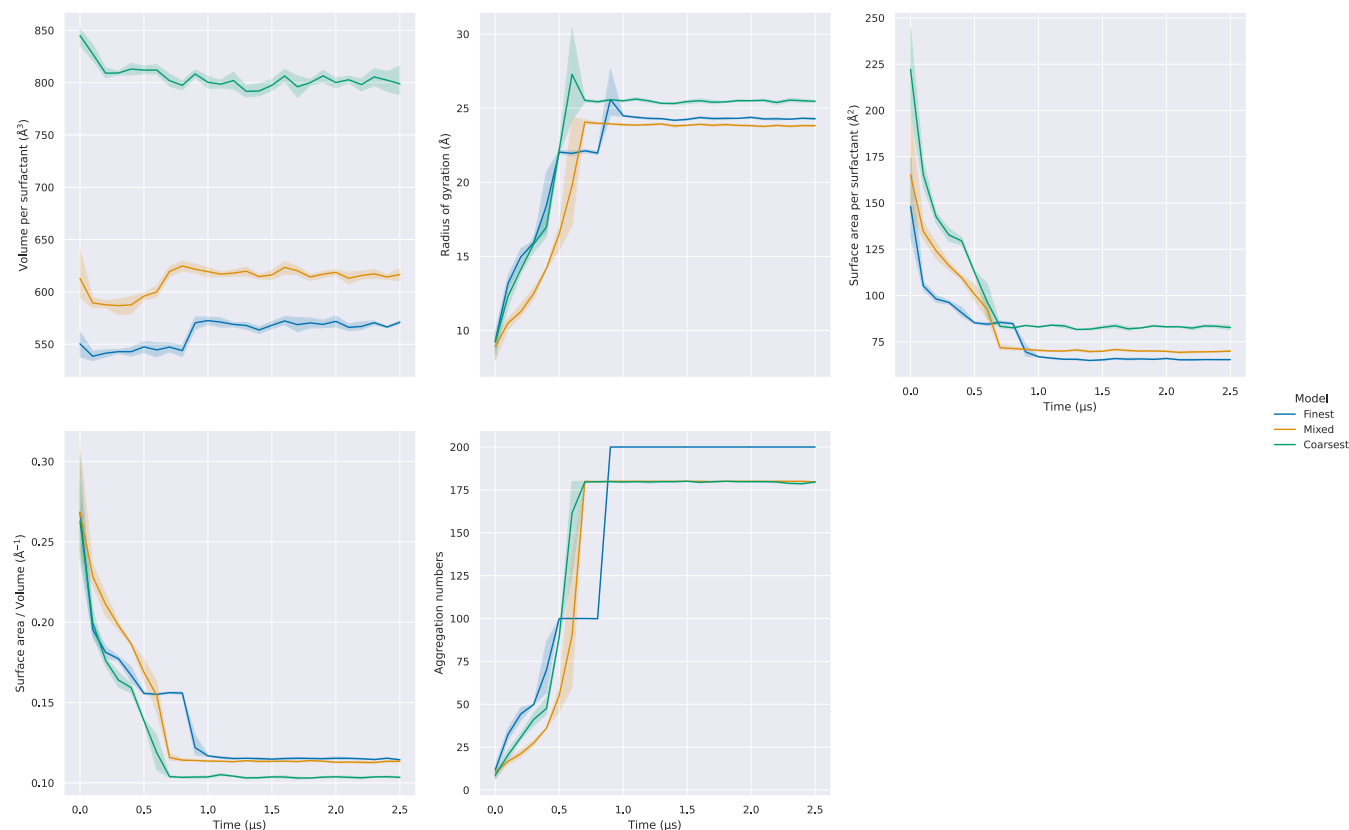 850
800
750
700
650
600
550
Volume per surfactant (Å³)
30
25
20
15
10
Radius of gyration (Å)
250
225
200
175
150
125
100
75
Surface area per surfactant (Å²)
0.0 0.5 1.0 1.5 2.0 2.5
Time (μs)
Model
Finest
Mixed
Coarsest
0.30
0.25
0.20
0.15
0.10
Surface area / Volume (Å⁻¹)
0.0 0.5 1.0 1.5 2.0 2.5
Time (μs)
200
175
150
125
100
75
50
25
0
Aggregation numbers
0.0 0.5 1.0 1.5 2.0 2.5
Time (μs)